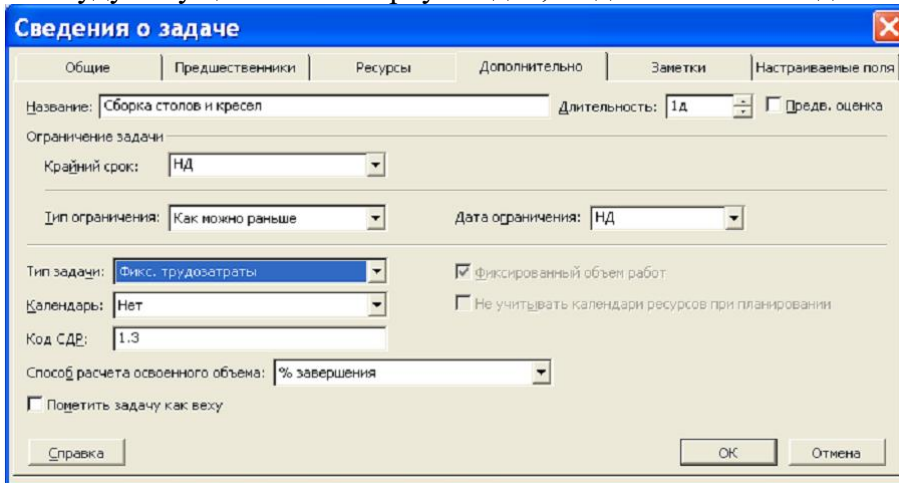 Сведения о задаче
Общие Предшественники Ресурсы Дополнительно Заметки Настраиваемые поля
Название: Сборка столов и кресел Длительность: 1д Предв. оценка
Ограничение задачи
Крайний срок: НД
Тип ограничения: Как можно раньше Дата ограничения: НД
Тип задачи: Фикс. трудозатраты Фиксированный объем работ
Календарь: Нет Не учитывать календари ресурсов при планировании
Код СДР: 1.3
Способ расчета освоенного объема: % завершения
Пометить задачу как веху
Справка ОК Отмена